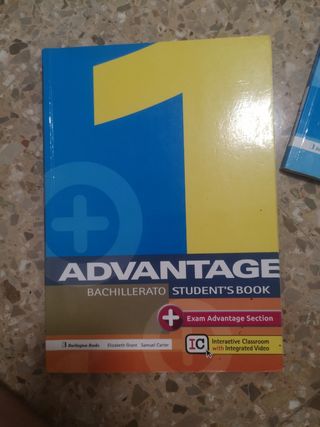 1
ADVANTAGE
BACHILLERATO STUDENT'S BOOK
+ Exam Advantage Section
Burlington Books Elizabeth Grant Samuel Carter IC Interactive Classroom
with Integrated Video